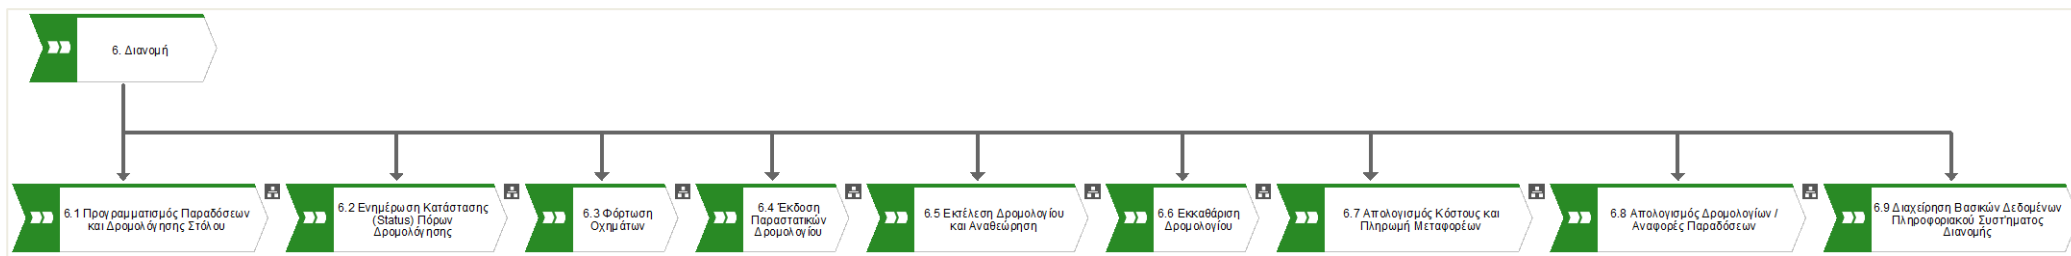 6. Διανομή
6.1 Προγραμματισμός Παραδόσεων
και Δρομολόγησης Στόλου
6.2 Ενημέρωση Κατάστασης
(Status) Πόρων
Δρομολόγησης
6.3 Φόρτωση
Οχημάτων
6.4 Έκδοση
Παραστατικών
Δρομολογίου
6.5 Εκτέλεση Δρομολογίου
και Αναθεώρηση
6.6 Εκκαθάριση
Δρομολογίου
6.7 Απολογισμός Κόστους και
Πληρωμή Μεταφορέων
6.8 Απολογισμός Δρομολογίων /
Αναφορές Παραδόσεων
6.9 Διαχείρηση Βασικών Δεδομένων
Πληροφοριακού Συστ'ηματος
Διανομής